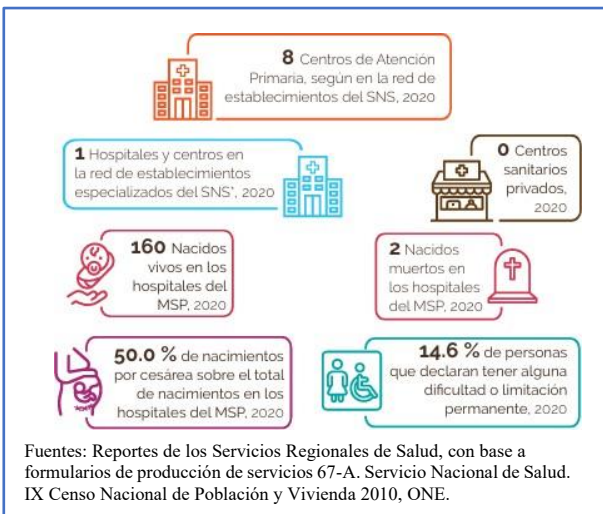 8 Centros de Atención
Primaria, según en la red de
establecimientos del SNS, 2020
1 Hospitales y centros en
la red de establecimientos
especializados del SNS*, 2020
0 Centros
sanitarios
privados,
2020
160 Nacidos
vivos en los
hospitales del
MSP, 2020
2 Nacidos
muertos en
los hospitales
del MSP, 2020
50.0 % de nacimientos
por cesárea sobre el total
de nacimientos en los
hospitales del MSP, 2020
14.6 % de personas
que declaran tener alguna
dificultad o limitación
permanente, 2020
Fuentes: Reportes de los Servicios Regionales de Salud, con base a
formularios de producción de servicios 67-A. Servicio Nacional de Salud.
IX Censo Nacional de Población y Vivienda 2010, ONE.